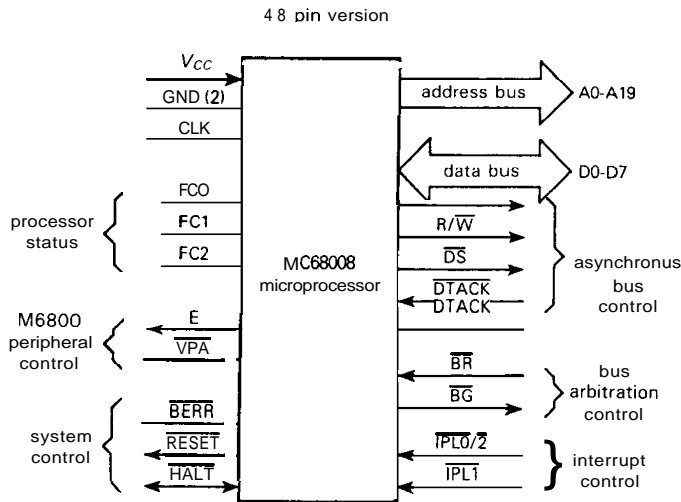 48 pin version
VCC
GND (2)
CLK
FCO
FC1
FC2
processor
status
E
VPA
M6800
peripheral
control
BERR
RESET
HALT
system
control
MC68008
microprocessor
address bus
A0-A19
data bus
D0-D7
R/W
DS
DTACK
DTACK
asynchronus
bus
control
BR
BG
bus
arbitration
control
IPL0/2
IPL1
interrupt
control